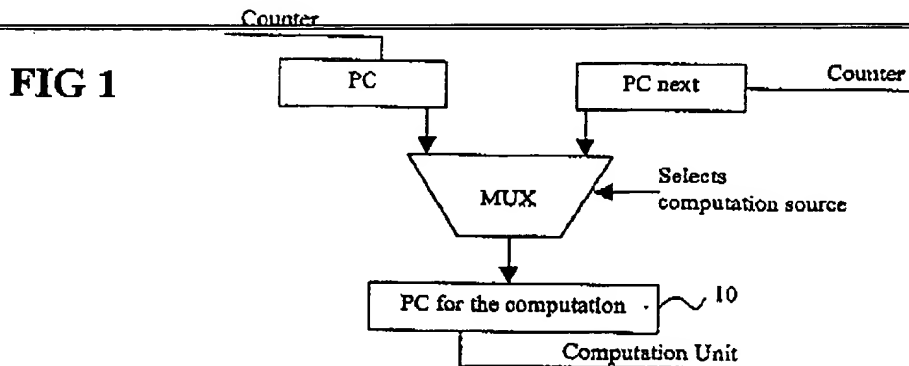 Counter
FIG 1
PC
PC next
Counter
MUX
Selects
computation source
PC for the computation
10
Computation Unit